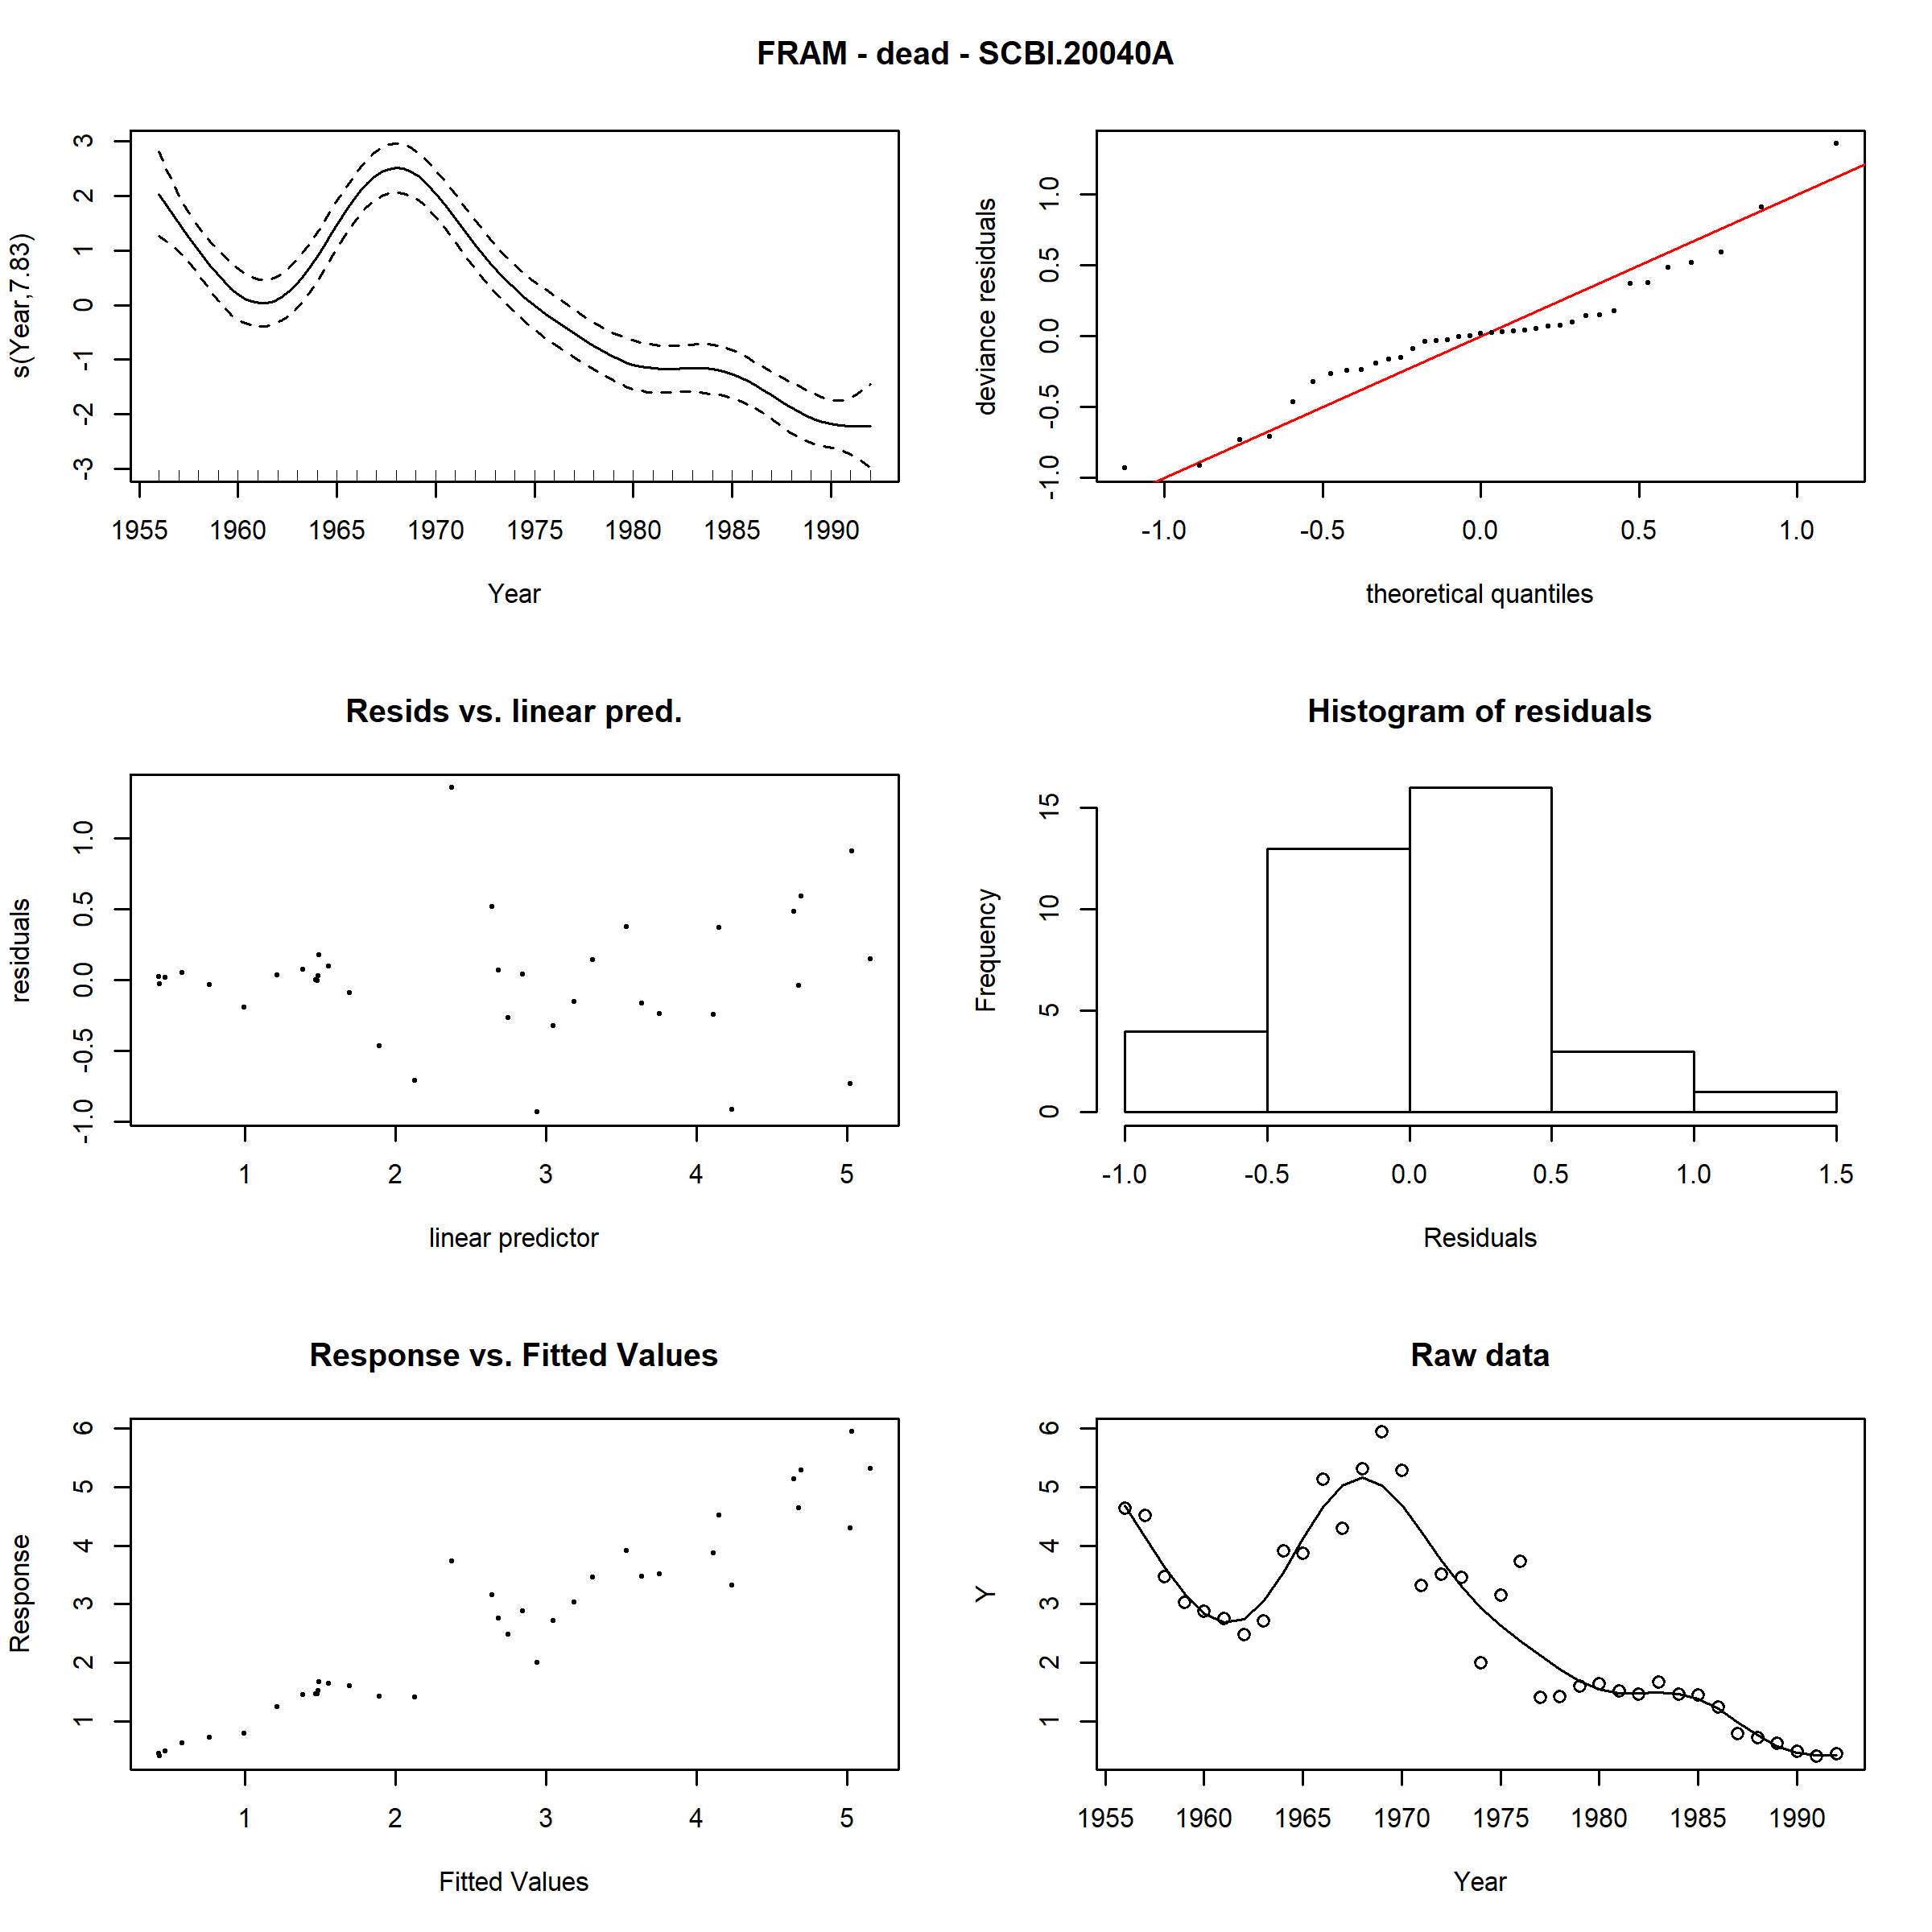 FRAM - dead - SCBI.20040A
s(Year,7.83)
3
2
1
0
-1
-2
-3
1955 1960 1965 1970 1975 1980 1985 1990
Year
deviance residuals
1.0
0.5
0.0
-0.5
-1.0
-1.0 -0.5 0.0 0.5 1.0
theoretical quantiles
Resids vs. linear pred.
residuals
1.0
0.5
0.0
-0.5
-1.0
1 2 3 4 5
linear predictor
Histogram of residuals
Frequency
15
10
5
0
-1.0 -0.5 0.0 0.5 1.0 1.5
Residuals
Response vs. Fitted Values
Response
6
5
4
3
2
1
1 2 3 4 5
Fitted Values
Raw data
Y
6
5
4
3
2
1
1955 1960 1965 1970 1975 1980 1985 1990
Year